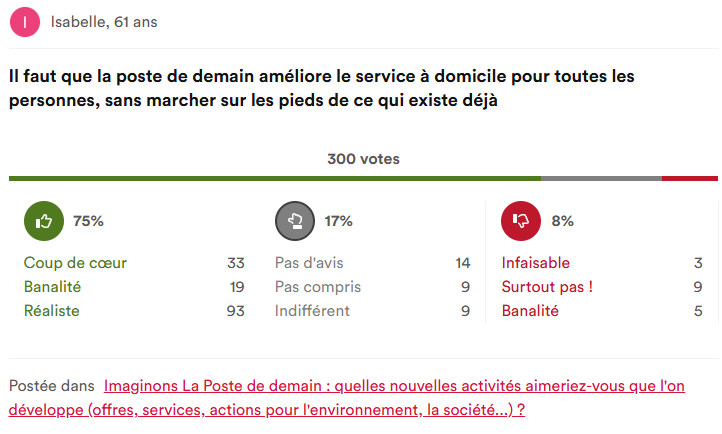 I Isabelle, 61 ans
Il faut que la poste de demain améliore le service à domicile pour toutes les
personnes, sans marcher sur les pieds de ce qui existe déjà
300 votes
75%
Coup de cœur 33
Banalité 19
Réaliste 93
17%
Pas d'avis 14
Pas compris 9
Indifférent 9
8%
Infaisable 3
Surtout pas ! 9
Banalité 5
Postée dans Imaginons La Poste de demain : quelles nouvelles activités aimeriez-vous que l'on
développe (offres, services, actions pour l'environnement, la société...) ?